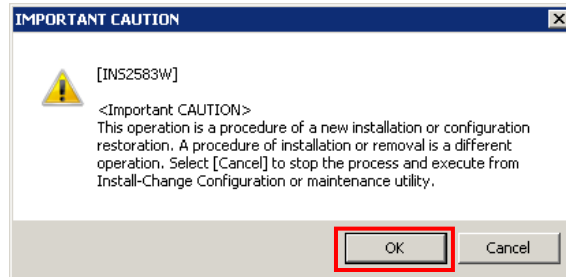 IMPORTANT CAUTION
[INS2583W]
<Important CAUTION>
This operation is a procedure of a new installation or configuration
restoration. A procedure of installation or removal is a different
operation. Select [Cancel] to stop the process and execute from
Install-Change Configuration or maintenance utility.
OK
Cancel